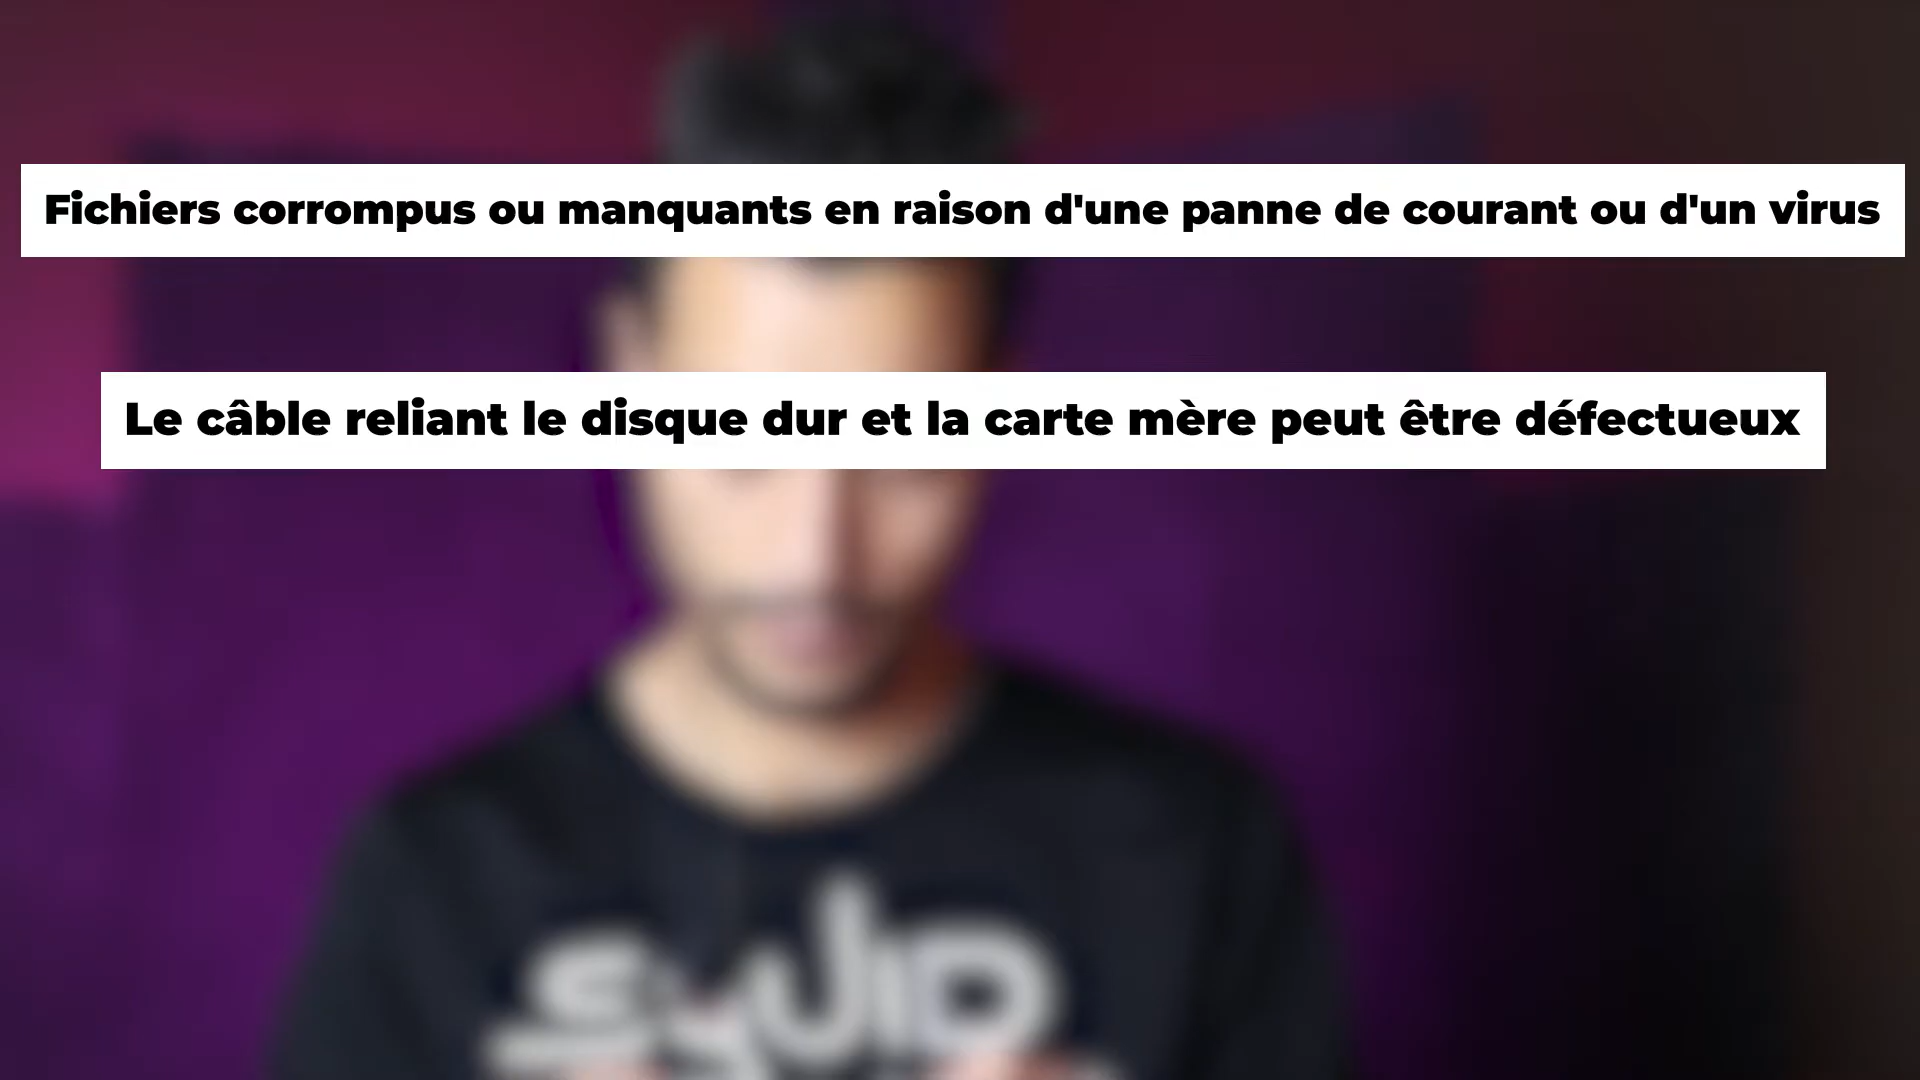 Fichiers corrompus ou manquants en raison d'une panne de courant ou d'un virus
Le câble reliant le disque dur et la carte mère peut être défectueux